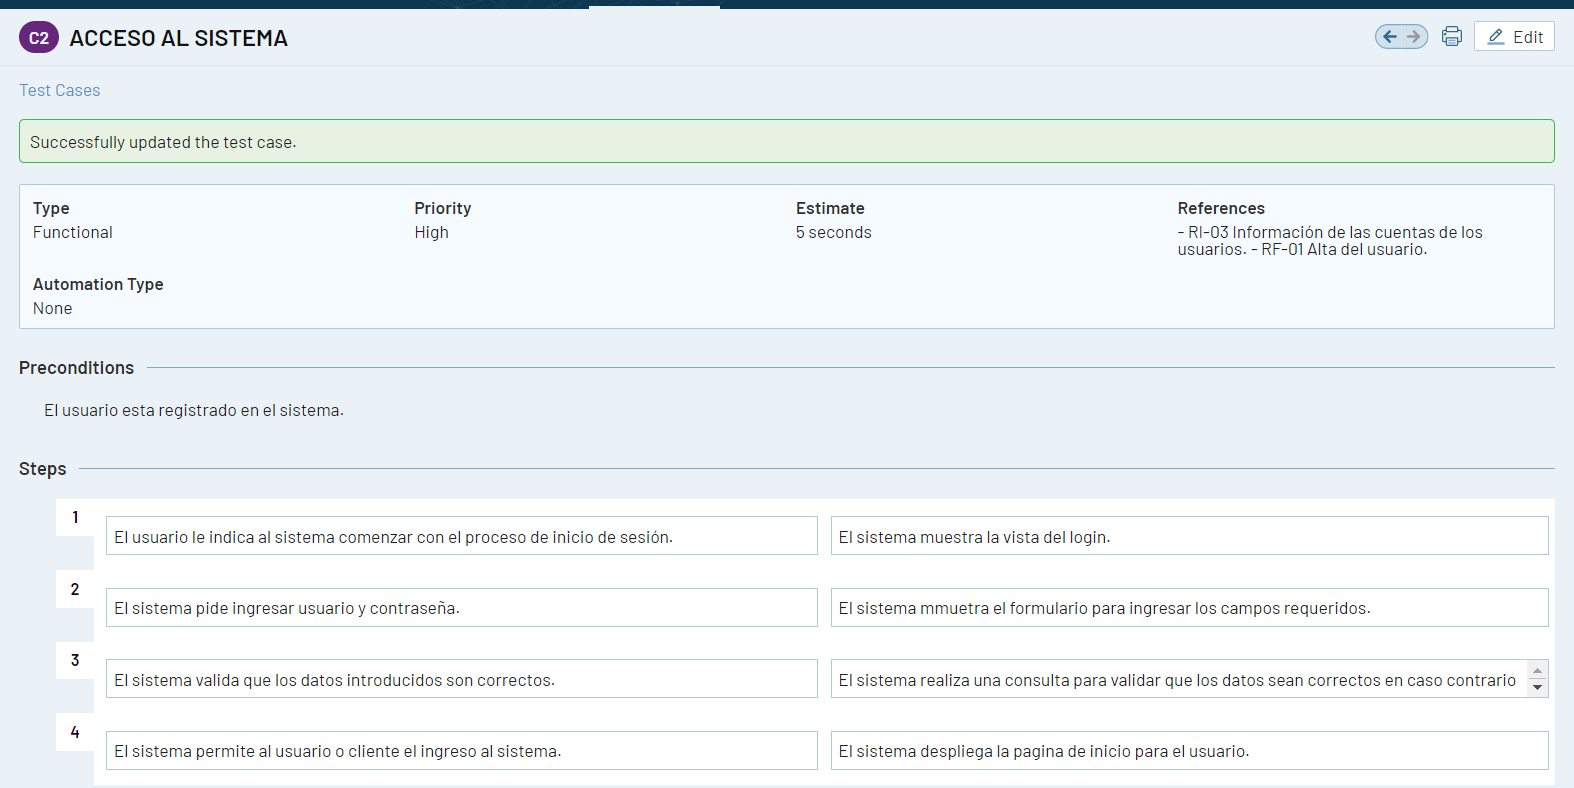 C2 ACCESO AL SISTEMA
Edit
Test Cases
Successfully updated the test case.
Type
Functional
Priority
High
Estimate
5 seconds
References
- RI-03 Información de las cuentas de los
usuarios. - RF-01 Alta del usuario.
Automation Type
None
Preconditions
El usuario esta registrado en el sistema.
Steps
1
El usuario le indica al sistema comenzar con el proceso de inicio de sesión.
El sistema muestra la vista del login.
2
El sistema pide ingresar usuario y contraseña.
El sistema mmuetra el formulario para ingresar los campos requeridos.
3
El sistema valida que los datos introducidos son correctos.
El sistema realiza una consulta para validar que los datos sean correctos en caso contrario
4
El sistema permite al usuario o cliente el ingreso al sistema.
El sistema despliega la pagina de inicio para el usuario.